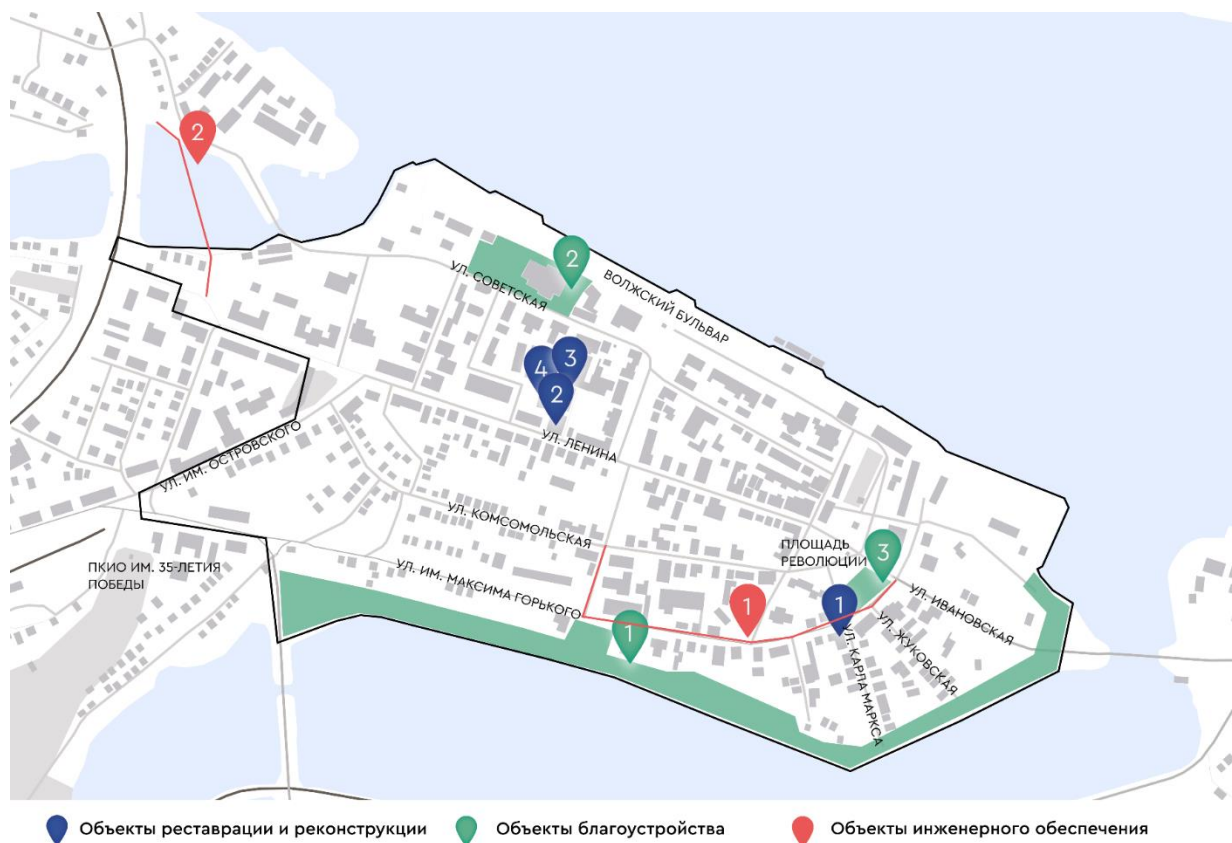 2
2
УЛ. СОВЕТСКАЯ
ВОЛЖСКИЙ БУЛЬВАР
4
3
2
УЛ. ЛЕНИНА
УЛ. ИМ. ОСТРОВСКОГО
УЛ. КОМСОМОЛЬСКАЯ
ПЛОЩАДЬ
РЕВОЛЮЦИИ
3
ПКИО ИМ. 35-ЛЕТИЯ
ПОБЕДЫ
УЛ. ИМ. МАКСИМА ГОРЬКОГО
1
1
1
УЛ. ИВАНОВСКАЯ
УЛ. ЖУКОВСКАЯ
УЛ. КАРЛА МАРКСА
Объекты реставрации и реконструкции
Объекты благоустройства
Объекты инженерного обеспечения